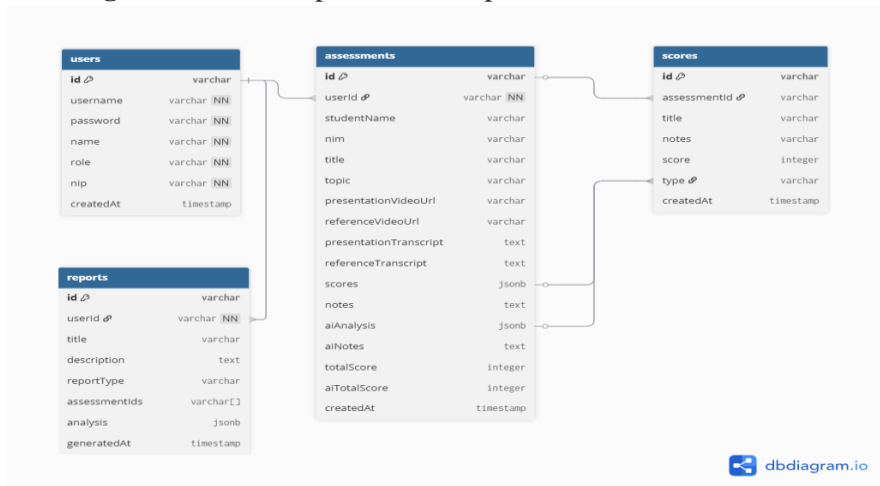 users
id varchar
username varchar NN
password varchar NN
name varchar NN
role varchar NN
nip varchar NN
createdAt timestamp
assessments
id varchar
userId varchar NN
studentName varchar
nim varchar
title varchar
topic varchar
presentationVideoUrl varchar
referenceVideoUrl varchar
presentationTranscript text
referenceTranscript text
scores jsonb
notes text
aiAnalysis jsonb
aiNotes text
totalScore integer
aiTotalScore integer
createdAt timestamp
scores
id varchar
assessmentId varchar
title varchar
notes varchar
score integer
type varchar
createdAt timestamp
reports
id varchar
userId varchar NN
title varchar
description text
reportType varchar
assessmentIds varchar[]
analysis jsonb
generatedAt timestamp
dbdiagram.io